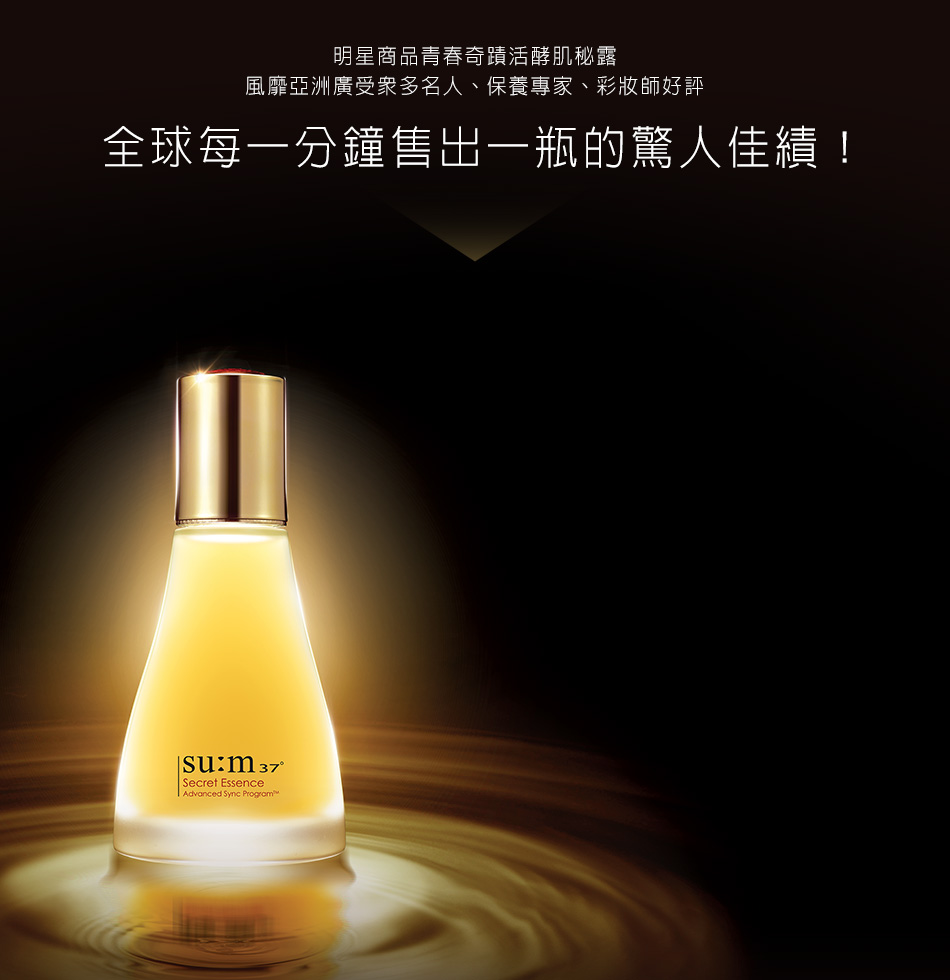 明星商品青春奇蹟活酵肌秘露
風靡亞洲廣受衆多名人、保養專家、彩妝師好評
全球每一分鐘售出一瓶的驚人佳績！
su:m 37°
Secret Essence
Advanced Sync Program™